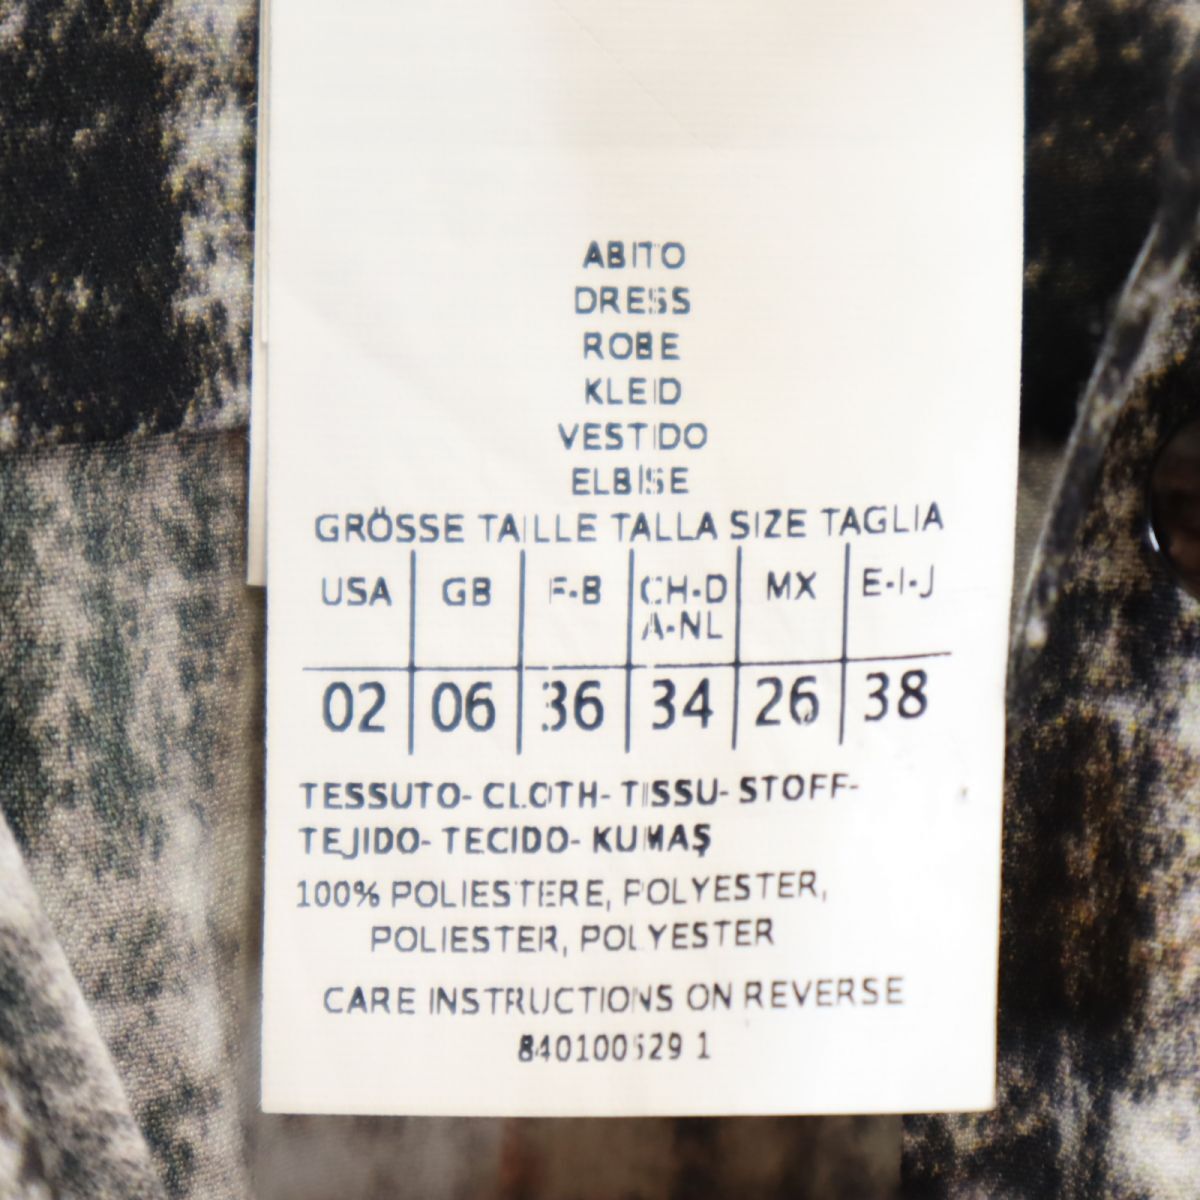 ABITO
DRESS
ROBE
KLEID
VESTIDO
ELBİSE
GRÖSSE TAILLE TALLA SIZE TAGLIA
USA GB F-B CH-D A-NL MX E-I-J
02 06 36 34 26 38
TESSUTO- CLOTH- TISSU- STOFF-
TEJIDO- TECIDO- KUMAŞ
100% POLIESTERE, POLYESTER,
POLIESTER, POLYESTER
CARE INSTRUCTIONS ON REVERSE
840100529 1